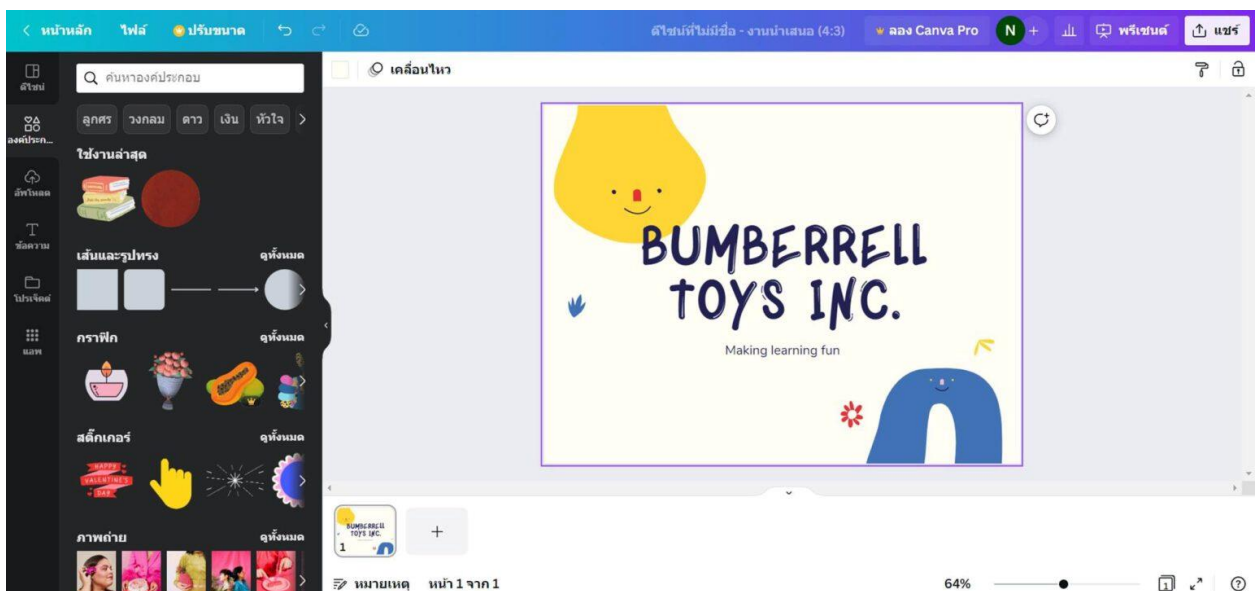 หน้าหลัก ไฟล์ ปรับขนาด ดีไซน์ที่ไม่มีชื่อ - งานนำเสนอ (4:3) ลอง Canva Pro N + พรีเซนต์ แชร์
ดีไซน์
องค์ประก...
อัพโหลด
ข้อความ
โปรเจ็คต์
แอพ
ค้นหาองค์ประกอบ
ลูกศร วงกลม ดาว เงิน หัวใจ
ใช้งานล่าสุด
เส้นและรูปทรง ดูทั้งหมด
กราฟิก ดูทั้งหมด
สติ๊กเกอร์ ดูทั้งหมด
HAPPY
VALENTINE'S
DAY
ภาพถ่าย ดูทั้งหมด
เคลื่อนไหว
BUMBERRELL
TOYS INC.
Making learning fun
BUMBERRELL
TOYS INC.
1
หมายเหตุ หน้า 1 จาก 1
64%
1